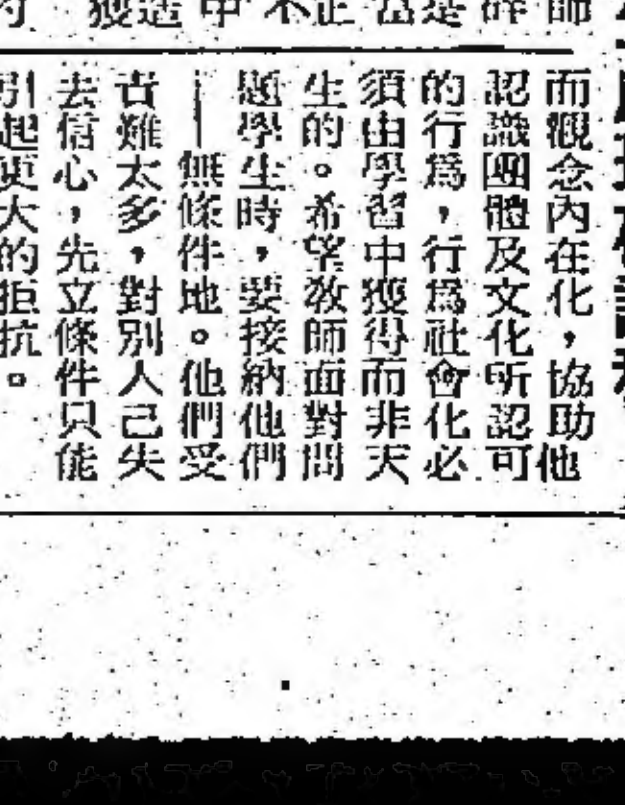 而觀念內在化，協助他
認識團體及文化所認可
的行為，行為社會化必
須由學習中獲得而非天
生的。希望教師面對問
題學生時，要接納他們
——無條件地。他們受
責難太多，對別人己失
去信心，先立條件只能
引起更大的拒抗。